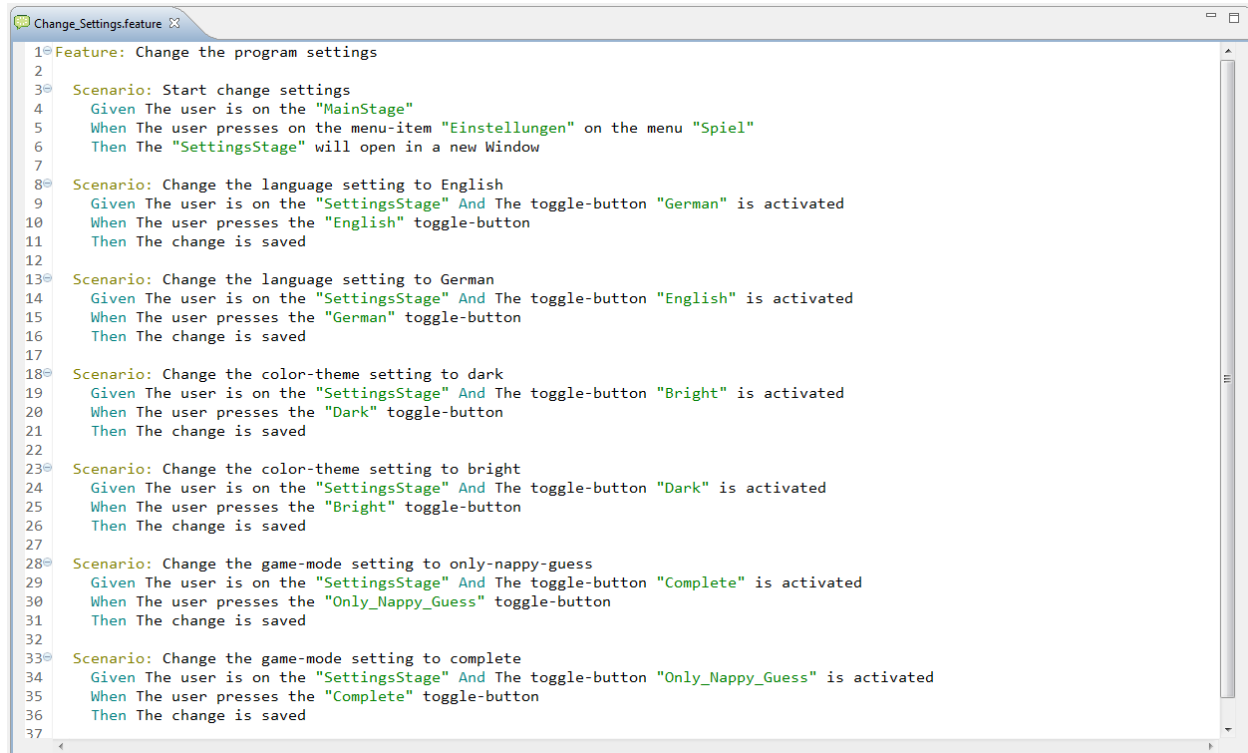 Change_Settings.feature
1 Feature: Change the program settings
2
3 Scenario: Start change settings
4 Given The user is on the "MainStage"
5 When The user presses on the menu-item "Einstellungen" on the menu "Spiel"
6 Then The "SettingsStage" will open in a new Window
7
8 Scenario: Change the language setting to English
9 Given The user is on the "SettingsStage" And The toggle-button "German" is activated
10 When The user presses the "English" toggle-button
11 Then The change is saved
12
13 Scenario: Change the language setting to German
14 Given The user is on the "SettingsStage" And The toggle-button "English" is activated
15 When The user presses the "German" toggle-button
16 Then The change is saved
17
18 Scenario: Change the color-theme setting to dark
19 Given The user is on the "SettingsStage" And The toggle-button "Bright" is activated
20 When The user presses the "Dark" toggle-button
21 Then The change is saved
22
23 Scenario: Change the color-theme setting to bright
24 Given The user is on the "SettingsStage" And The toggle-button "Dark" is activated
25 When The user presses the "Bright" toggle-button
26 Then The change is saved
27
28 Scenario: Change the game-mode setting to only-nappy-guess
29 Given The user is on the "SettingsStage" And The toggle-button "Complete" is activated
30 When The user presses the "Only_Nappy_Guess" toggle-button
31 Then The change is saved
32
33 Scenario: Change the game-mode setting to complete
34 Given The user is on the "SettingsStage" And The toggle-button "Only_Nappy_Guess" is activated
35 When The user presses the "Complete" toggle-button
36 Then The change is saved
37